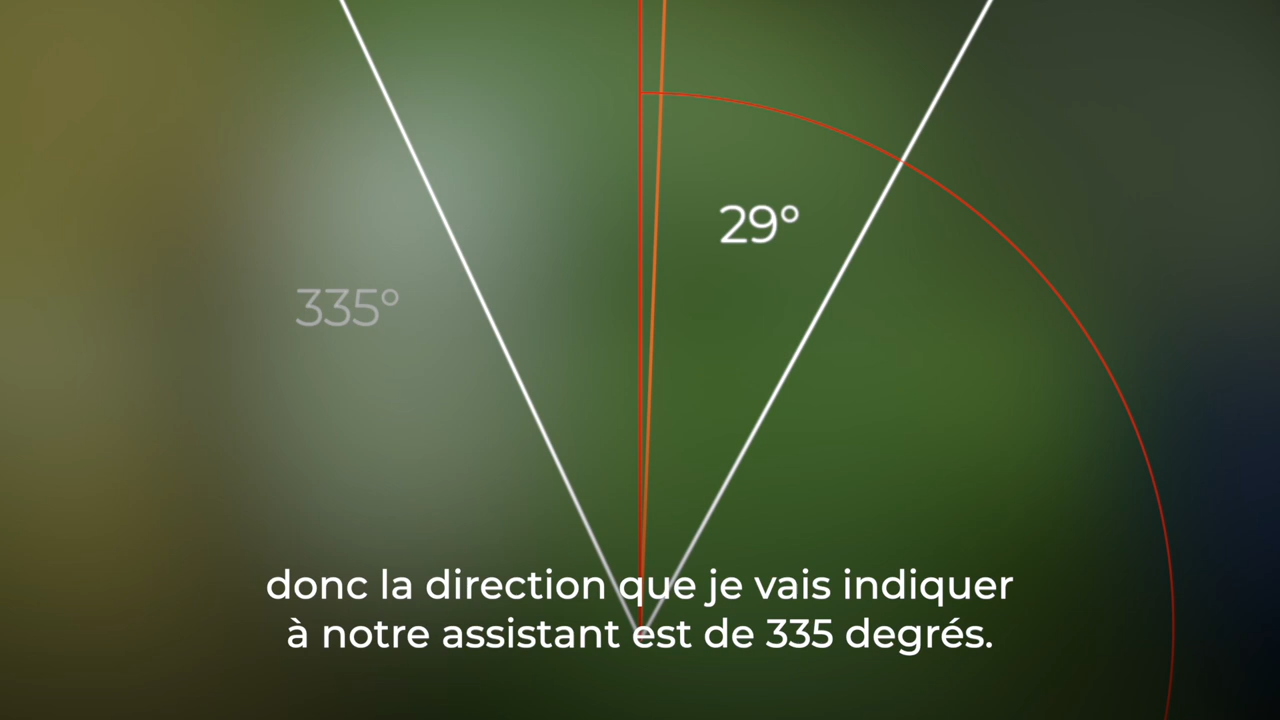 29°
335°
donc la direction que je vais indiquer
à notre assistant est de 335 degrés.